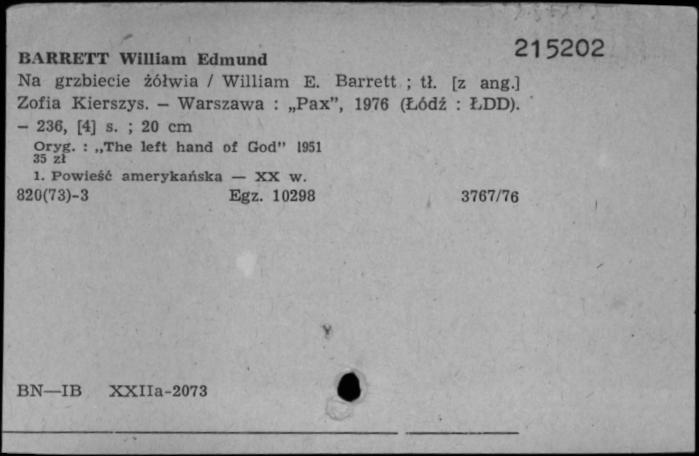 215202
BARRETT William Edmund
Na grzbiecie żółwia / William E. Barrett ; tł. [z ang.]
Zofia Kierszys. — Warszawa : „Pax”, 1976 (Łódź : ŁDD).
— 236, [4] s. ; 20 cm
Oryg. : „The left hand of God” 1951
35 zł
1. Powieść amerykańska — XX w.
820(73)-3 Egz. 10298 3767/76
BN—IB XXIIa-2073